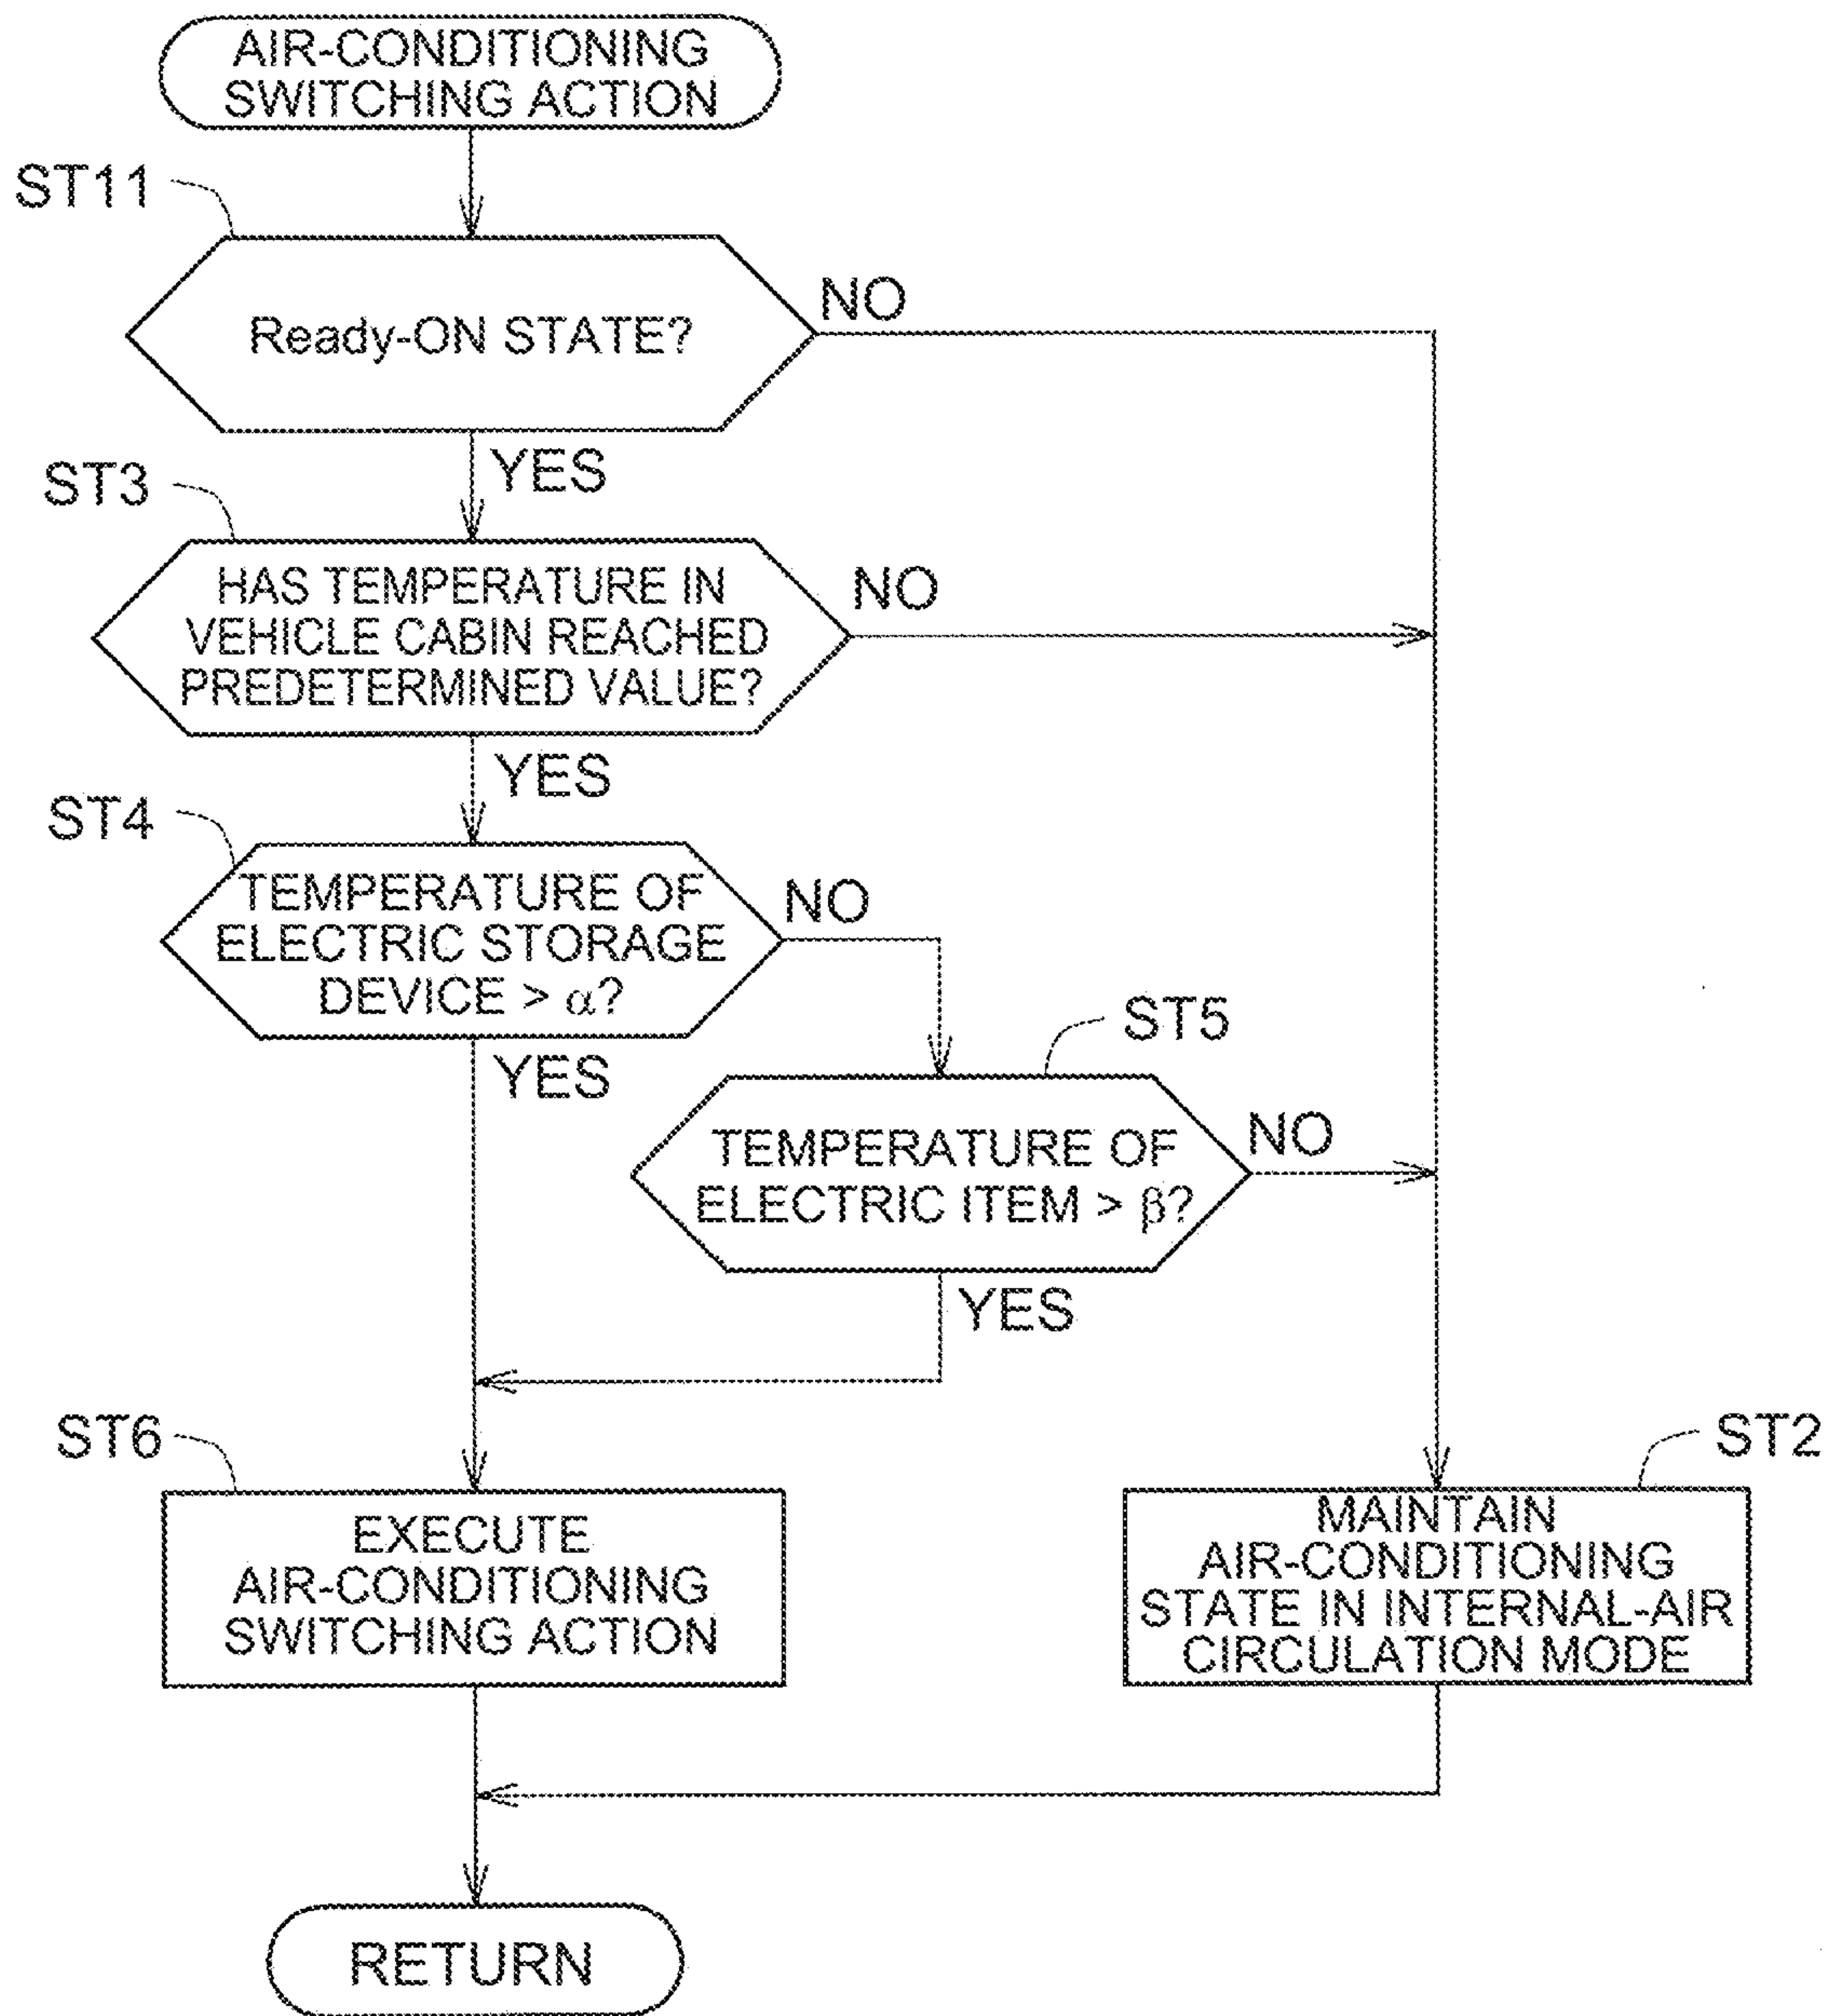 AIR-CONDITIONING
SWITCHING ACTION
ST11
Ready-ON STATE?
NO
YES
ST3
HAS TEMPERATURE IN
VEHICLE CABIN REACHED
PREDETERMINED VALUE?
NO
YES
ST4
TEMPERATURE OF
ELECTRIC STORAGE
DEVICE > α?
NO
YES
ST5
TEMPERATURE OF
ELECTRIC ITEM > β?
NO
YES
ST6
EXECUTE
AIR-CONDITIONING
SWITCHING ACTION
ST2
MAINTAIN
AIR-CONDITIONING
STATE IN INTERNAL-AIR
CIRCULATION MODE
RETURN